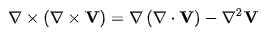 ∇ × (∇ × V) = ∇ (∇ · V) − ∇²V